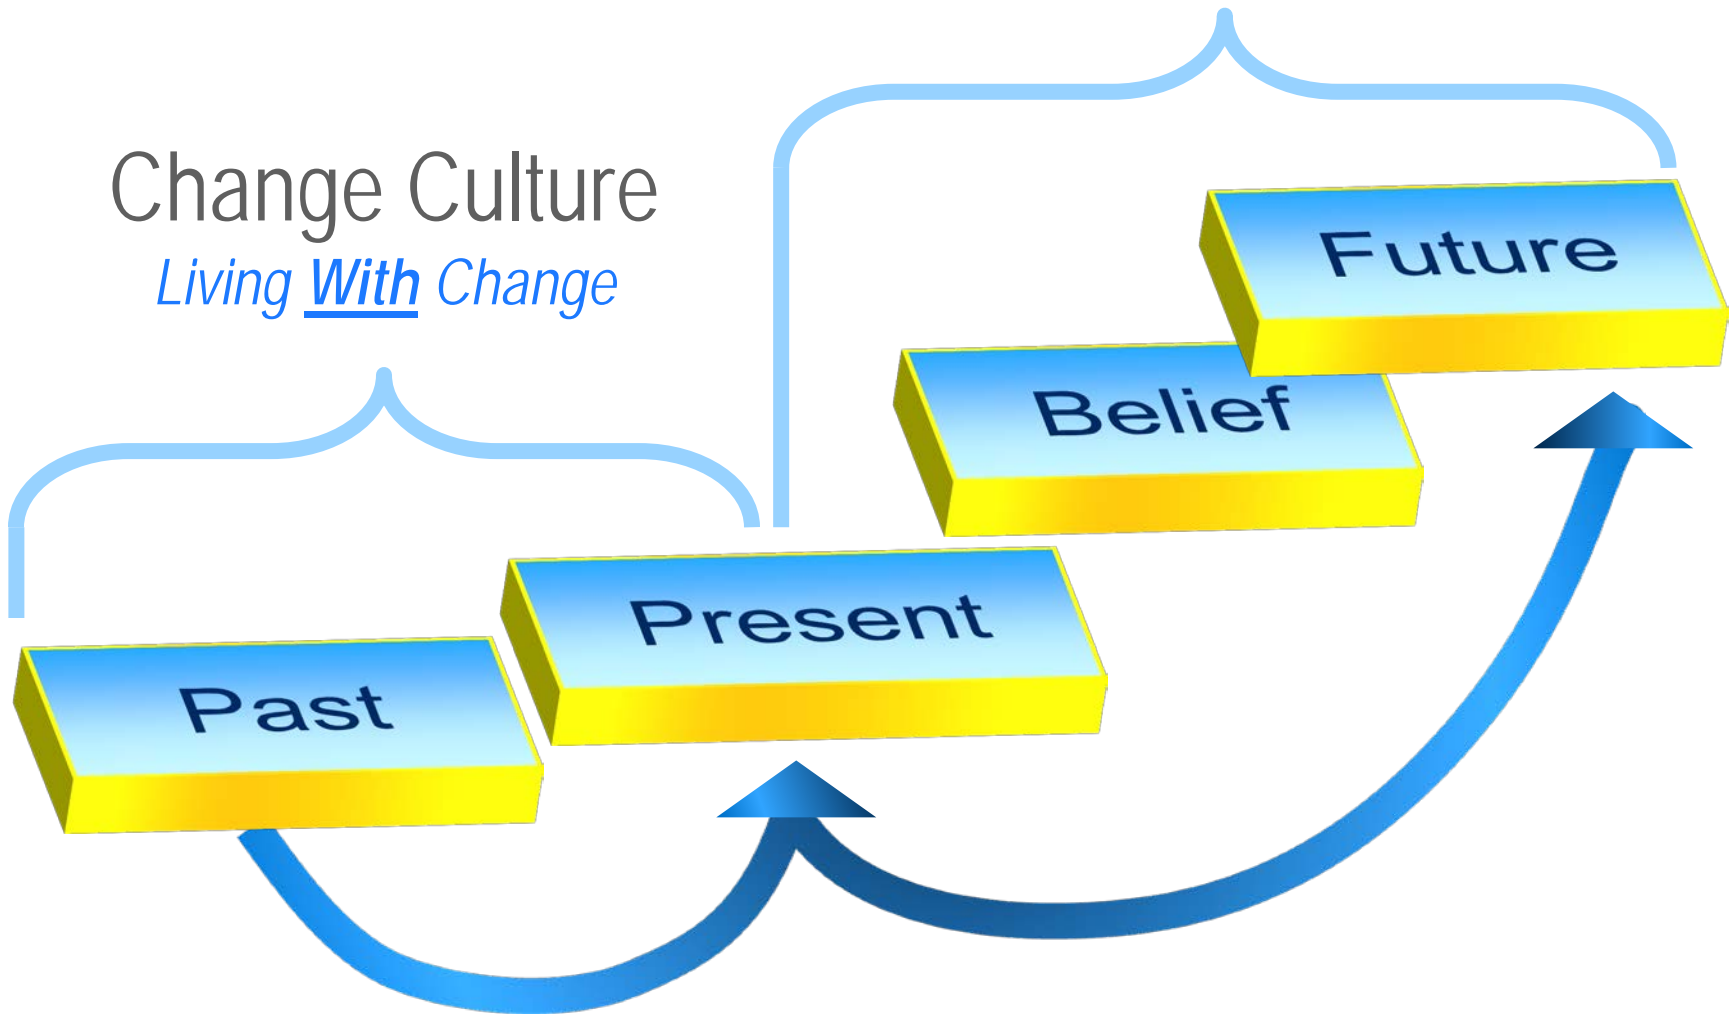 Change Culture
Living With Change
Future
Belief
Present
Past